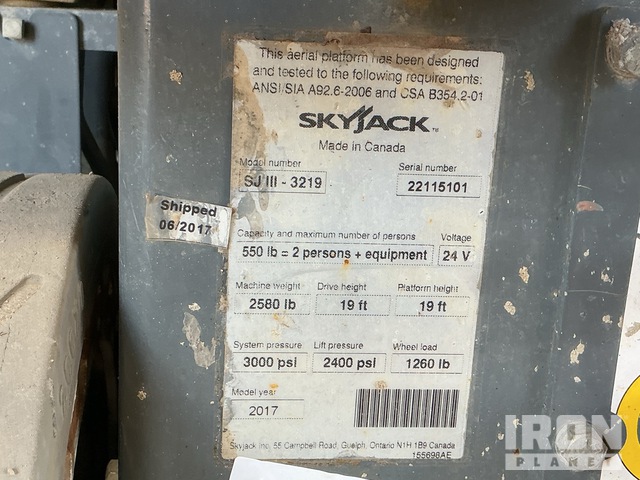 This aerial platform has been designed
and tested to the following requirements:
ANSI/SIA A92.6-2006 and CSA B354.2-01
SKYJACK™
Made in Canada
Model number Serial number
SJ III - 3219 22115101
Shipped
06/2017
Capacity and maximum number of persons Voltage
550 lb = 2 persons + equipment 24 V
Machine weight Drive height Platform height
2580 lb 19 ft 19 ft
System pressure Lift pressure Wheel load
3000 psi 2400 psi 1260 lb
Model year
2017
Skyjack Inc, 55 Campbell Road, Guelph, Ontario N1H 1B9 Canada
155698AE
IRON
PLANET